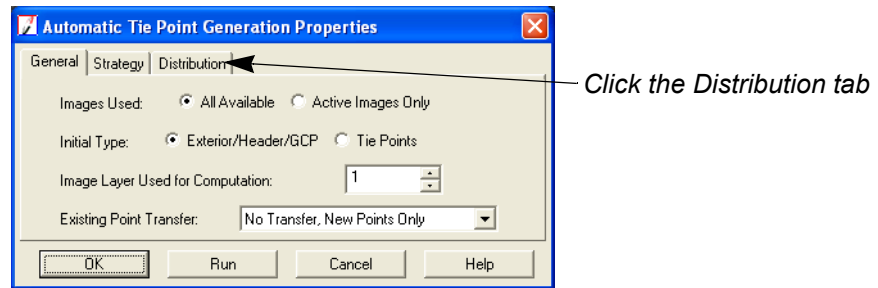 Automatic Tie Point Generation Properties
General Strategy Distribution
Click the Distribution tab
Images Used: All Available Active Images Only
Initial Type: Exterior/Header/GCP Tie Points
Image Layer Used for Computation: 1
Existing Point Transfer: No Transfer, New Points Only
OK Run Cancel Help